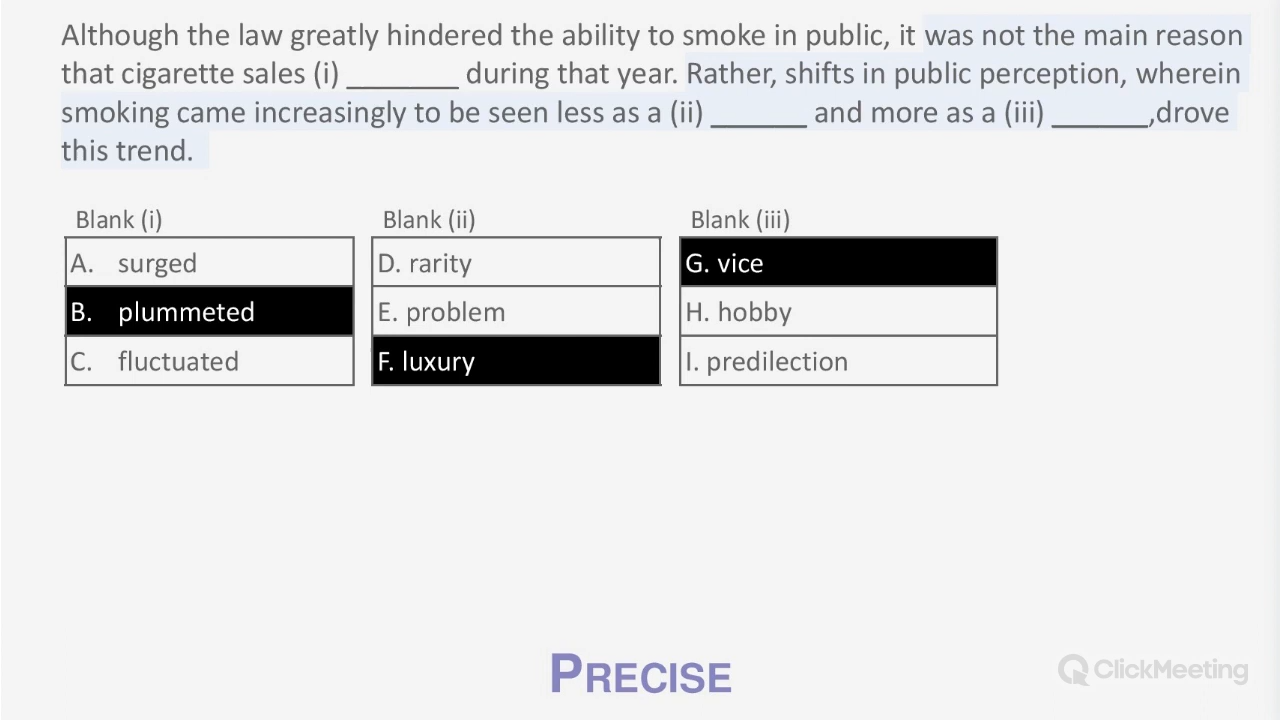 Although the law greatly hindered the ability to smoke in public, it was not the main reason
that cigarette sales (i) ________ during that year. Rather, shifts in public perception, wherein
smoking came increasingly to be seen less as a (ii) _______ and more as a (iii) _______,drove
this trend.
Blank (i) Blank (ii) Blank (iii)
A. surged D. rarity G. vice
B. plummeted E. problem H. hobby
C. fluctuated F. luxury I. predilection
PRECISE
ClickMeeting